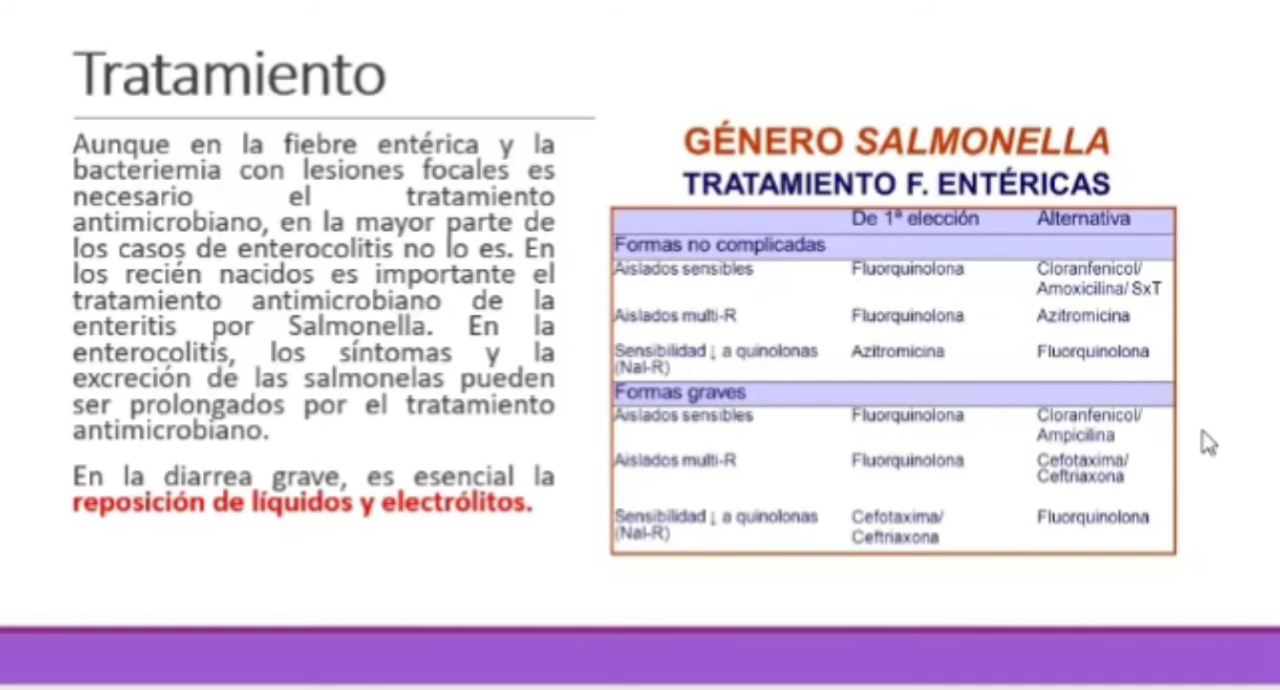 Tratamiento
Aunque en la fiebre entérica y la
bacteriemia con lesiones focales es
necesario el tratamiento
antimicrobiano, en la mayor parte de
los casos de enterocolitis no lo es. En
los recién nacidos es importante el
tratamiento antimicrobiano de la
enteritis por Salmonella. En la
enterocolitis, los síntomas y la
excreción de las salmonelas pueden
ser prolongados por el tratamiento
antimicrobiano.
En la diarrea grave, es esencial la
reposición de líquidos y electrólitos.
GÉNERO SALMONELLA
TRATAMIENTO F. ENTÉRICAS
De 1ª elección Alternativa
Formas no complicadas
Aislados sensibles Fluorquinolona Cloranfenicol/
Amoxicilina/ SxT
Aislados multi-R Fluorquinolona Azitromicina
Sensibilidad ↓ a quinolonas Azitromicina Fluorquinolona
(Nal-R)
Formas graves
Aislados sensibles Fluorquinolona Cloranfenicol/
Ampicilina
Aislados multi-R Fluorquinolona Cefotaxima/
Ceftriaxona
Sensibilidad ↓ a quinolonas Cefotaxima/ Fluorquinolona
(Nal-R) Ceftriaxona